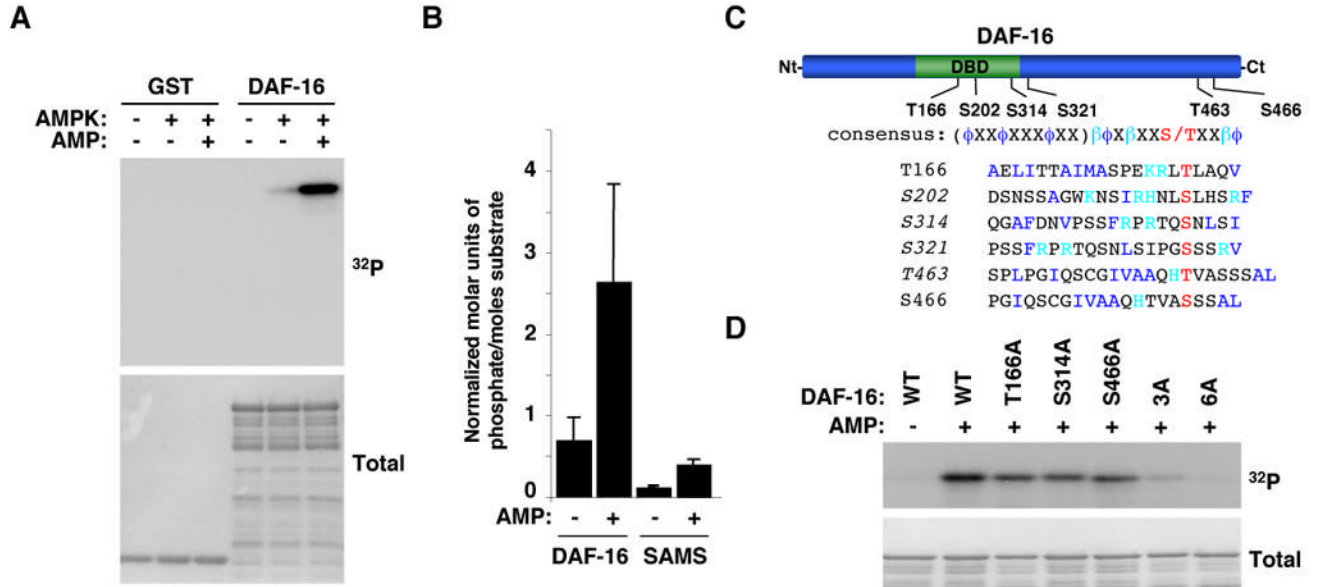 A
GST DAF-16
AMPK: - + + - + +
AMP: - - + - - +
32P
Total
B
Normalized molar units of
phosphate/moles substrate
4
3
2
1
0
AMP: - + - +
DAF-16 SAMS
C
DAF-16
Nt- DBD -Ct
T166 S202 S314 S321 T463 S466
consensus: (ϕXXϕXXXϕXX)βϕXβXXS/TXXβϕ
T166 AELITTAIMASPEKRLTLAQV
S202 DSNSSAGWKNSIRHNLSLHSRF
S314 QGAFDNVPSSFRPRTQSNLSI
S321 PSSFRPRTQSNLSIPGSSSRV
T463 SPLPGIQSCGIVAAQHTVASSSAL
S466 PGIQSCGIVAAQHTVASSSAL
D
DAF-16: WT WT T166A S314A S466A 3A 6A
AMP: - + + + + + +
32P
Total